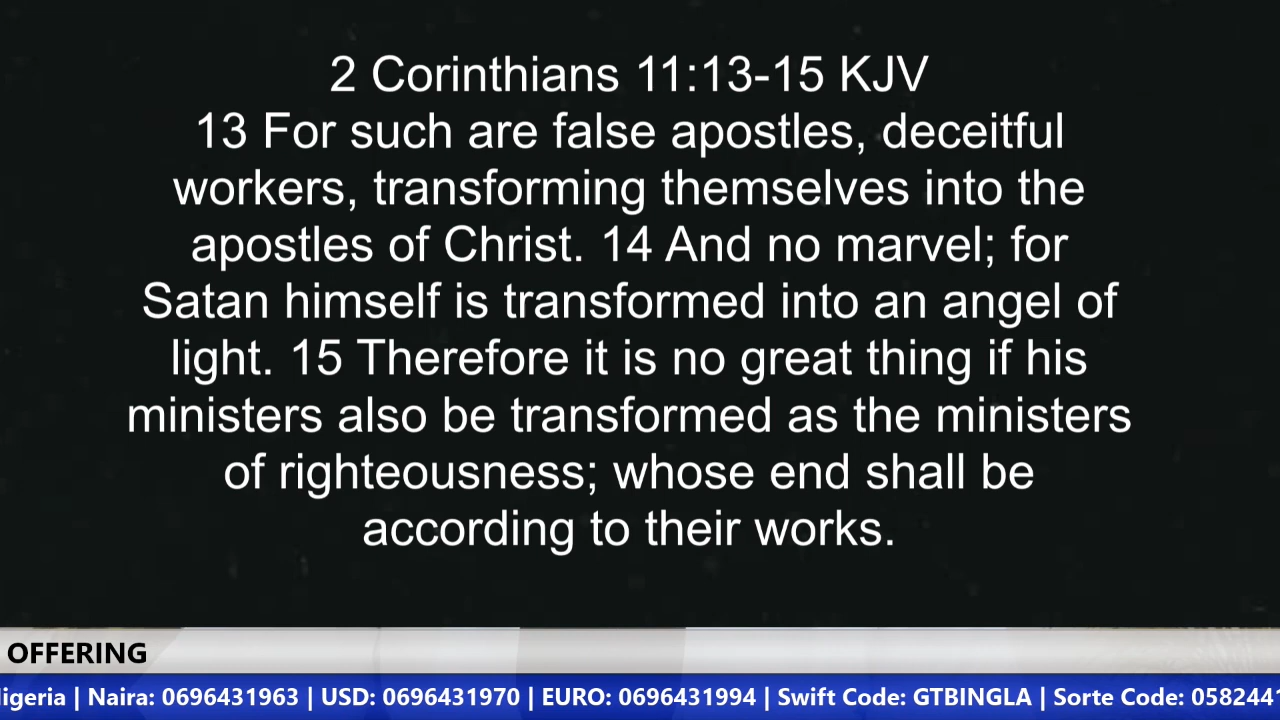 2 Corinthians 11:13-15 KJV
13 For such are false apostles, deceitful
workers, transforming themselves into the
apostles of Christ. 14 And no marvel; for
Satan himself is transformed into an angel of
light. 15 Therefore it is no great thing if his
ministers also be transformed as the ministers
of righteousness; whose end shall be
according to their works.
OFFERING
| Naira: 0696431963 | USD: 0696431970 | EURO: 0696431994 | Swift Code: GTBINGLA | Sorte Code: